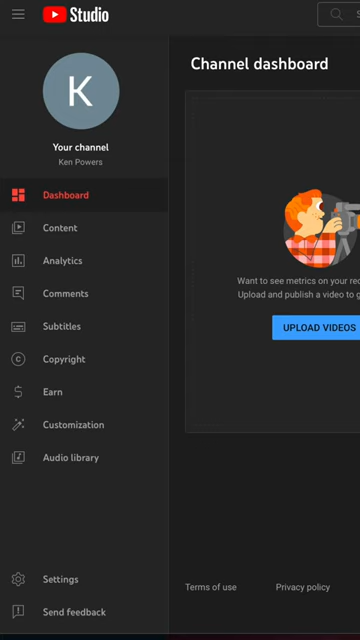 Studio
Channel dashboard
K
Your channel
Ken Powers
Dashboard
Content
Analytics
Comments
Subtitles
Copyright
Earn
Customization
Audio library
Settings
Send feedback
Want to see metrics on your
Upload and publish a video to
UPLOAD VIDEOS
Terms of use
Privacy policy